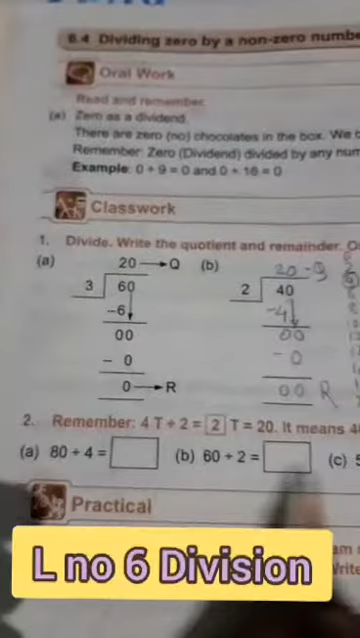 6.4 Dividing zero by a non-zero numbe
Oral Work
Read and remember.
(a) Zero as a dividend.
There are zero (no) chocolates in the box. We
Remember: Zero (Dividend) divided by any num
Example: 0 ÷ 9 = 0 and 0 ÷ 16 = 0
Classwork
1. Divide. Write the quotient and remainder.
(a) 20 → Q (b) 20 - 9
3 60 2 40
-6 -4
00 00
- 0 - 0
0 → R 00 R
2. Remember: 4 T ÷ 2 = 2 T = 20. It means 4
(a) 80 ÷ 4 = (b) 60 ÷ 2 = (c)
Practical
L no 6 Division